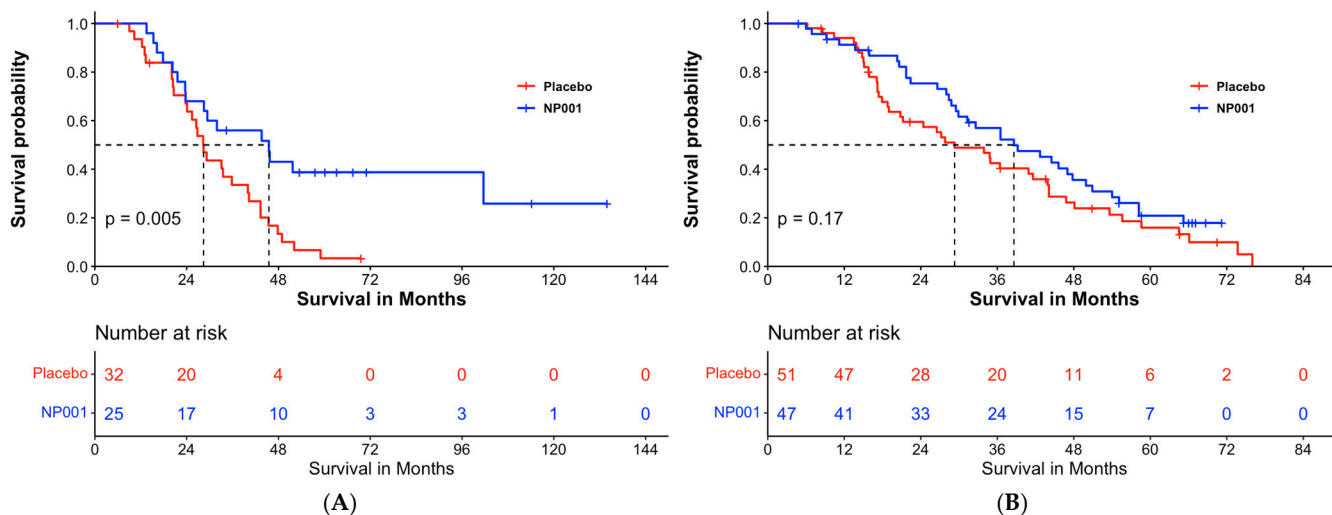 Survival probability
1.0
0.8
0.6
0.4
0.2
0.0
Placebo
NP001
p = 0.005
0 24 48 72 96 120 144
Survival in Months
Number at risk
Placebo 32 20 4 0 0 0 0
NP001 25 17 10 3 3 1 0
0 24 48 72 96 120 144
Survival in Months
(A)
Survival probability
1.0
0.8
0.6
0.4
0.2
0.0
Placebo
NP001
p = 0.17
0 12 24 36 48 60 72 84
Survival in Months
Number at risk
Placebo 51 47 28 20 11 6 2 0
NP001 47 41 33 24 15 7 0 0
0 12 24 36 48 60 72 84
Survival in Months
(B)